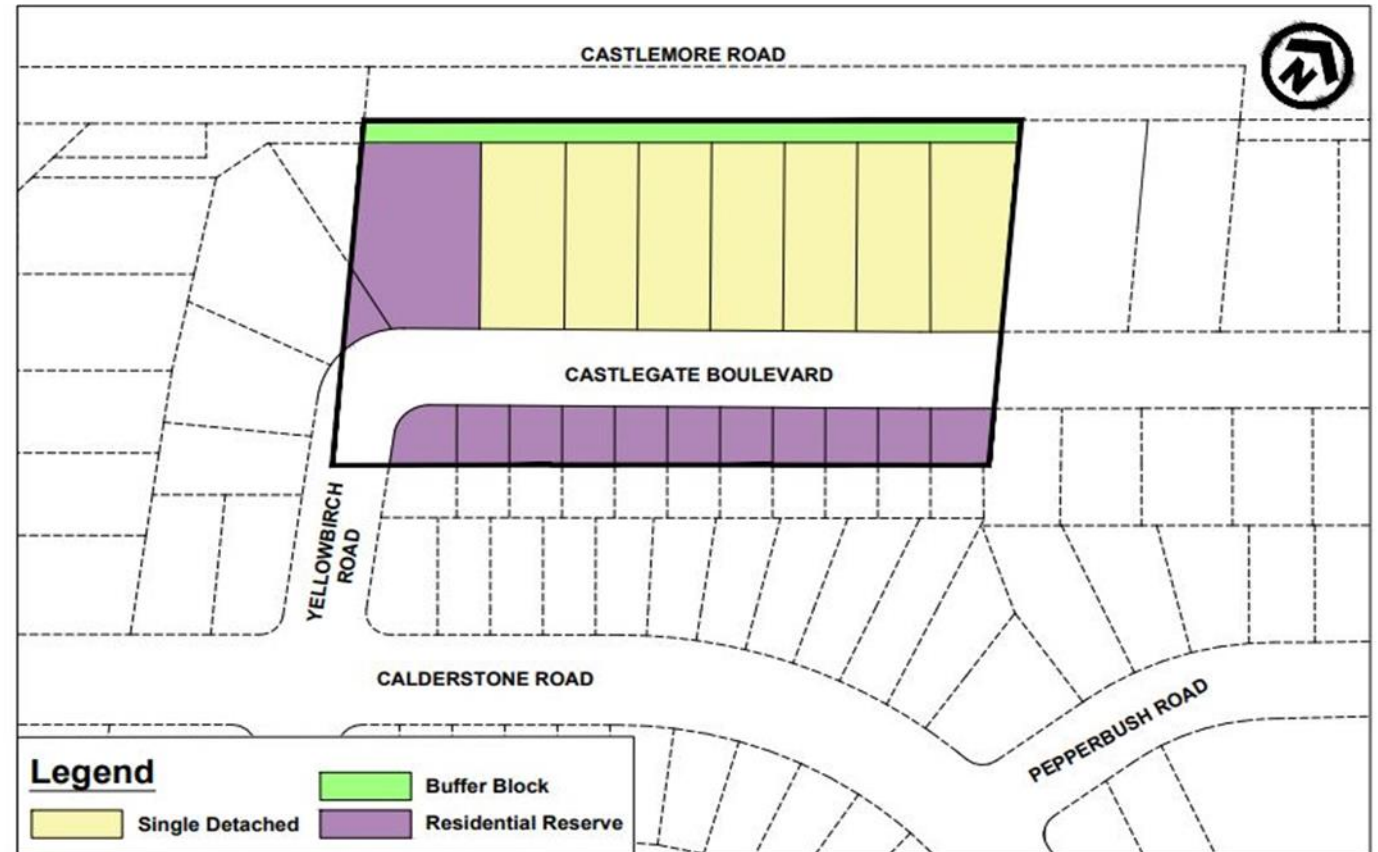 CASTLEMORE ROAD
N
CASTLEGATE BOULEVARD
YELLOWBIRCH
ROAD
CALDERSTONE ROAD
PEPPERBUSH ROAD
Legend
Buffer Block
Single Detached
Residential Reserve